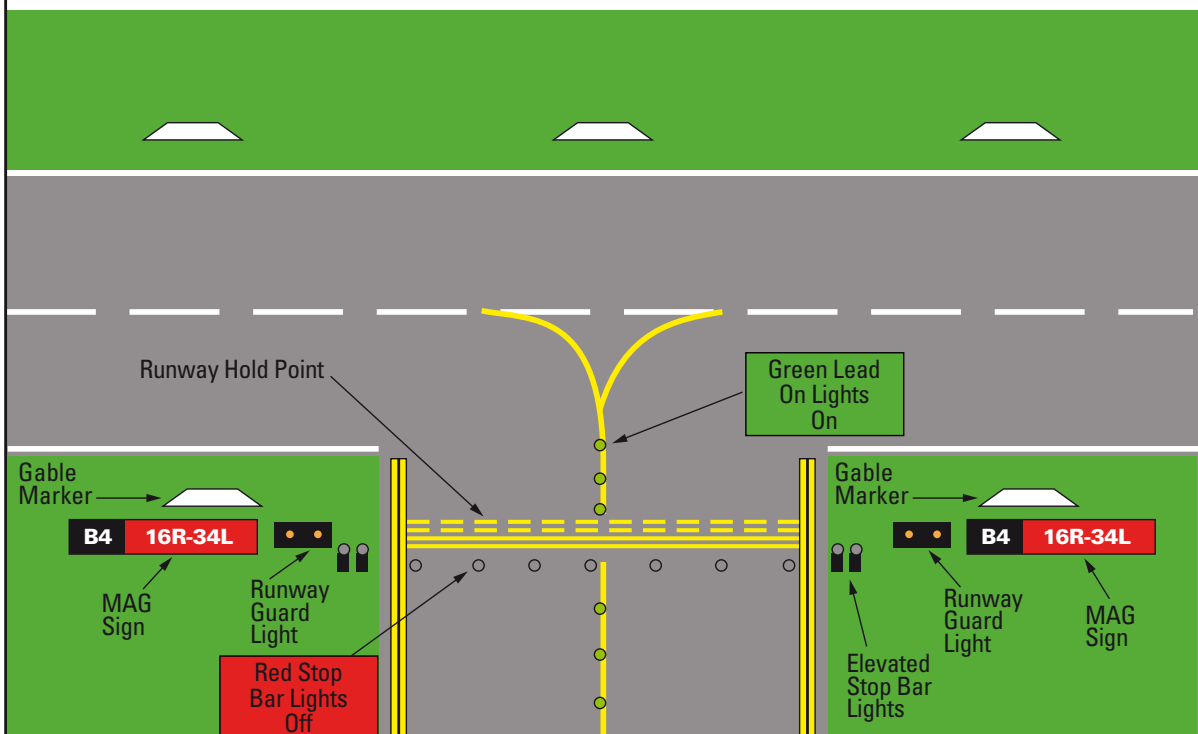 Runway Hold Point
Green Lead
On Lights
On
Gable
Marker
Gable
Marker
B4 16R-34L
B4 16R-34L
MAG
Sign
Runway
Guard
Light
Runway
Guard
Light
MAG
Sign
Red Stop
Bar Lights
Off
Elevated
Stop Bar
Lights